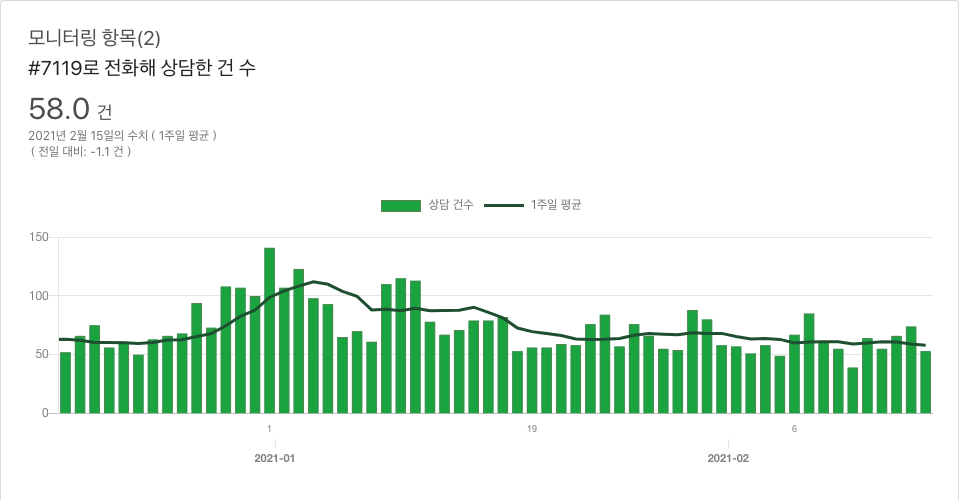 모니터링 항목(2)
#7119로 전화해 상담한 건 수
58.0 건
2021년 2월 15일의 수치 ( 1주일 평균 )
( 전일 대비: -1.1 건 )
상담 건수 1주일 평균
150
100
50
0
1 19 6
2021-01 2021-02